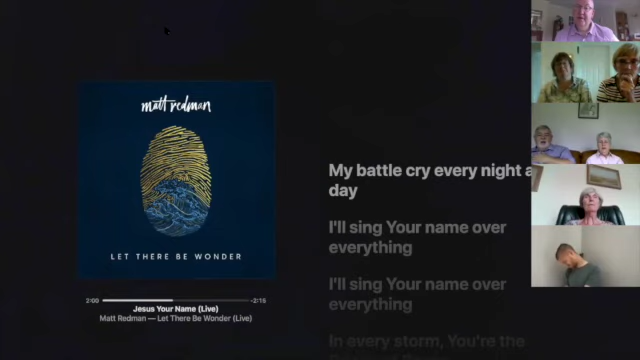 matt redman
LET THERE BE WONDER
2:00
-3:15
Jesus Your Name (Live)
Matt Redman — Let There Be Wonder (Live)
My battle cry every night a
day
I'll sing Your name over
everything
I'll sing Your name over
everything
In every storm, You're the